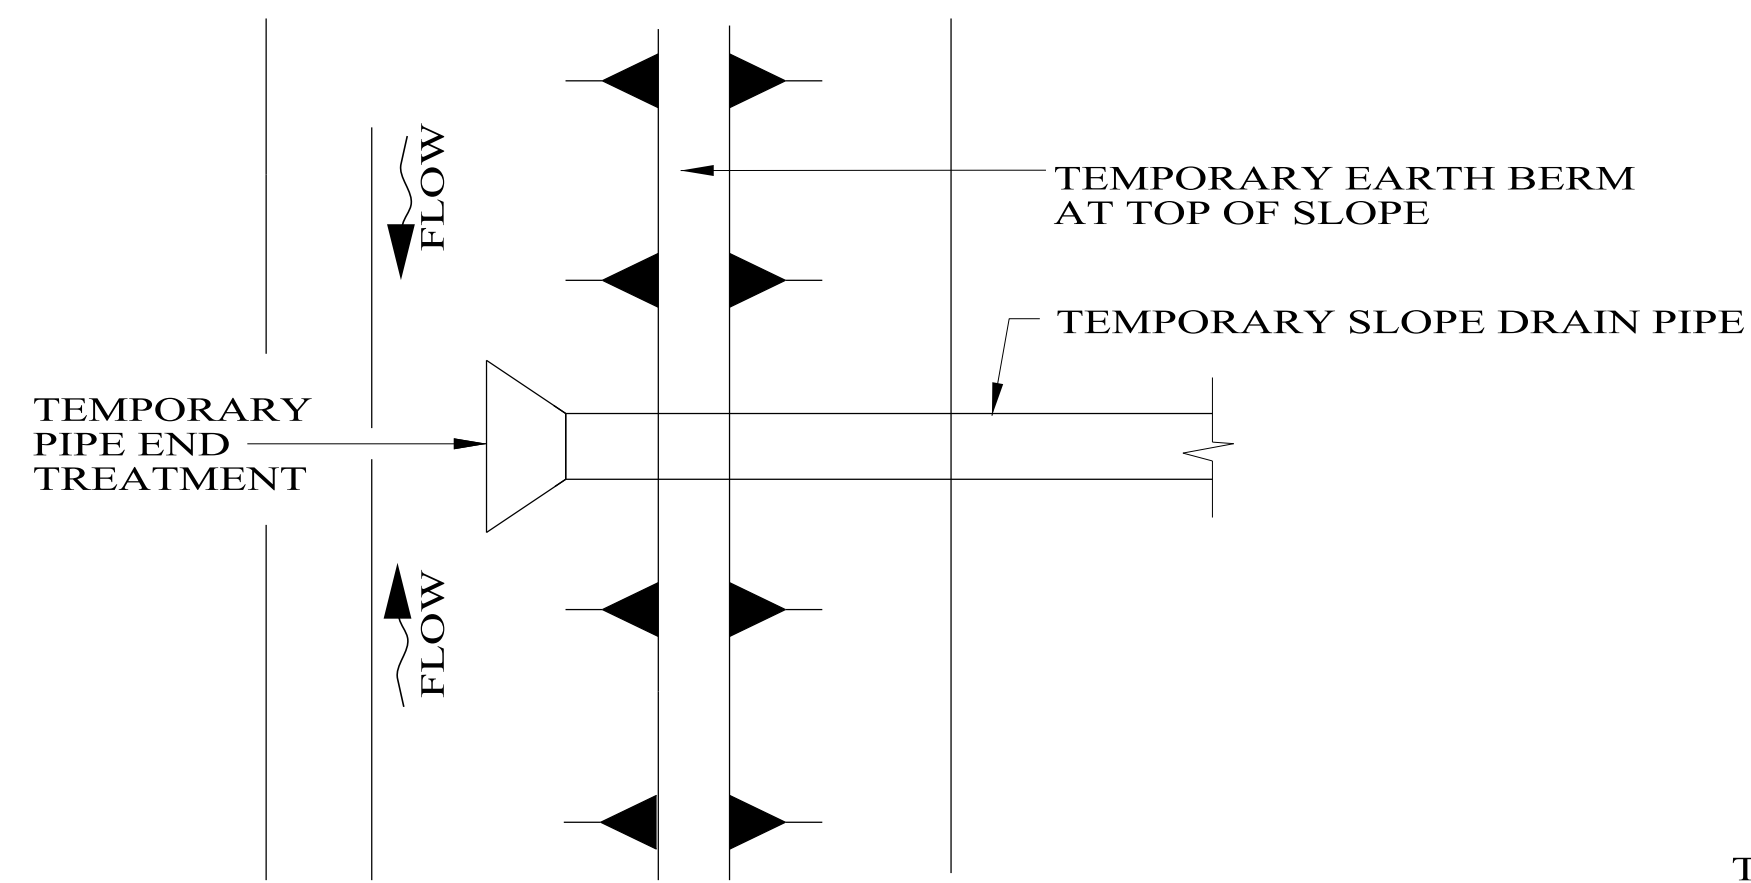 FLOW
TEMPORARY EARTH BERM
AT TOP OF SLOPE
TEMPORARY SLOPE DRAIN PIPE
TEMPORARY
PIPE END
TREATMENT
FLOW
T